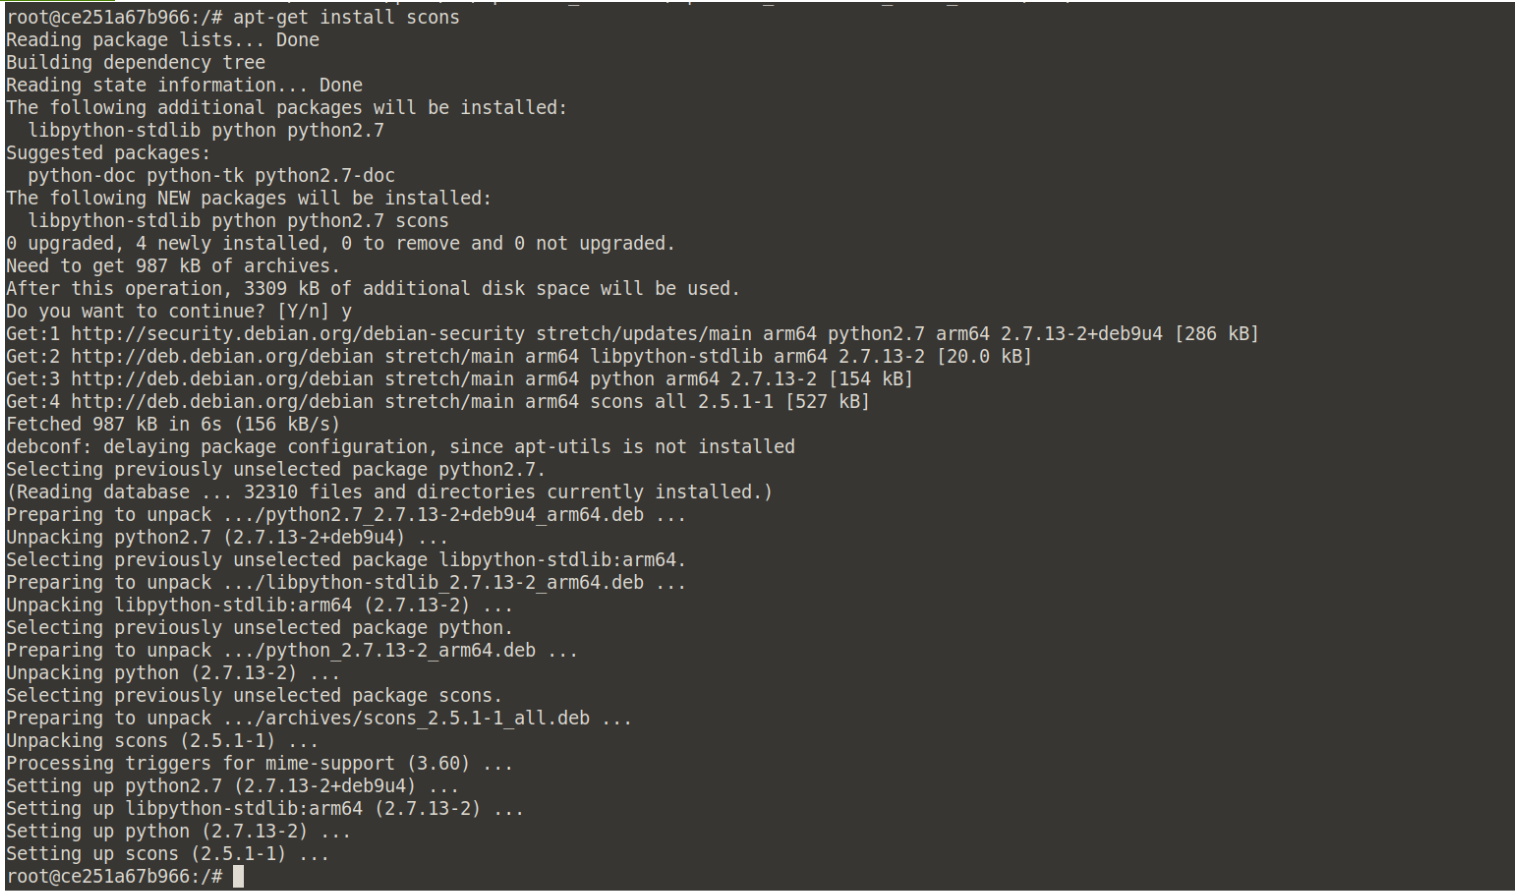 root@ce251a67b966:/# apt-get install scons
Reading package lists... Done
Building dependency tree
Reading state information... Done
The following additional packages will be installed:
  libpython-stdlib python python2.7
Suggested packages:
  python-doc python-tk python2.7-doc
The following NEW packages will be installed:
  libpython-stdlib python python2.7 scons
0 upgraded, 4 newly installed, 0 to remove and 0 not upgraded.
Need to get 987 kB of archives.
After this operation, 3309 kB of additional disk space will be used.
Do you want to continue? [Y/n] y
Get:1 http://security.debian.org/debian-security stretch/updates/main arm64 python2.7 arm64 2.7.13-2+deb9u4 [286 kB]
Get:2 http://deb.debian.org/debian stretch/main arm64 libpython-stdlib arm64 2.7.13-2 [20.0 kB]
Get:3 http://deb.debian.org/debian stretch/main arm64 python arm64 2.7.13-2 [154 kB]
Get:4 http://deb.debian.org/debian stretch/main arm64 scons all 2.5.1-1 [527 kB]
Fetched 987 kB in 6s (156 kB/s)
debconf: delaying package configuration, since apt-utils is not installed
Selecting previously unselected package python2.7.
(Reading database ... 32310 files and directories currently installed.)
Preparing to unpack .../python2.7_2.7.13-2+deb9u4_arm64.deb ...
Unpacking python2.7 (2.7.13-2+deb9u4) ...
Selecting previously unselected package libpython-stdlib:arm64.
Preparing to unpack .../libpython-stdlib_2.7.13-2_arm64.deb ...
Unpacking libpython-stdlib:arm64 (2.7.13-2) ...
Selecting previously unselected package python.
Preparing to unpack .../python_2.7.13-2_arm64.deb ...
Unpacking python (2.7.13-2) ...
Selecting previously unselected package scons.
Preparing to unpack .../archives/scons_2.5.1-1_all.deb ...
Unpacking scons (2.5.1-1) ...
Processing triggers for mime-support (3.60) ...
Setting up python2.7 (2.7.13-2+deb9u4) ...
Setting up libpython-stdlib:arm64 (2.7.13-2) ...
Setting up python (2.7.13-2) ...
Setting up scons (2.5.1-1) ...
root@ce251a67b966:/#